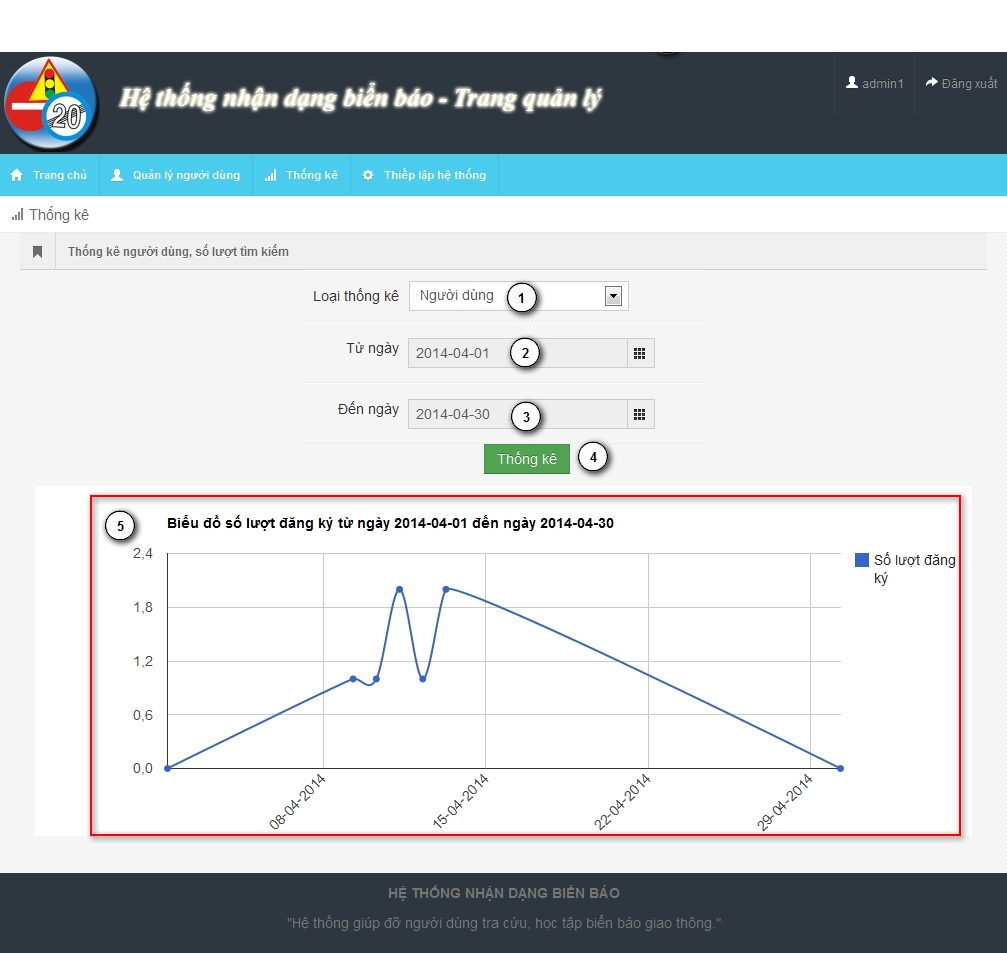 20
Hệ thống nhận dạng biển báo - Trang quản lý
admin1
Đăng xuất
Trang chủ
Quản lý người dùng
Thống kê
Thiếp lập hệ thống
Thống kê
Thống kê người dùng, số lượt tìm kiếm
Loại thống kê
Người dùng
1
Từ ngày
2014-04-01
2
Đến ngày
2014-04-30
3
Thống kê
4
5
Biểu đồ số lượt đăng ký từ ngày 2014-04-01 đến ngày 2014-04-30
2,4
1,8
1,2
0,6
0,0
Số lượt đăng
ký
08-04-2014
15-04-2014
22-04-2014
29-04-2014
HỆ THỐNG NHẬN DẠNG BIỂN BÁO
"Hệ thống giúp đỡ người dùng tra cứu, học tập biển báo giao thông."